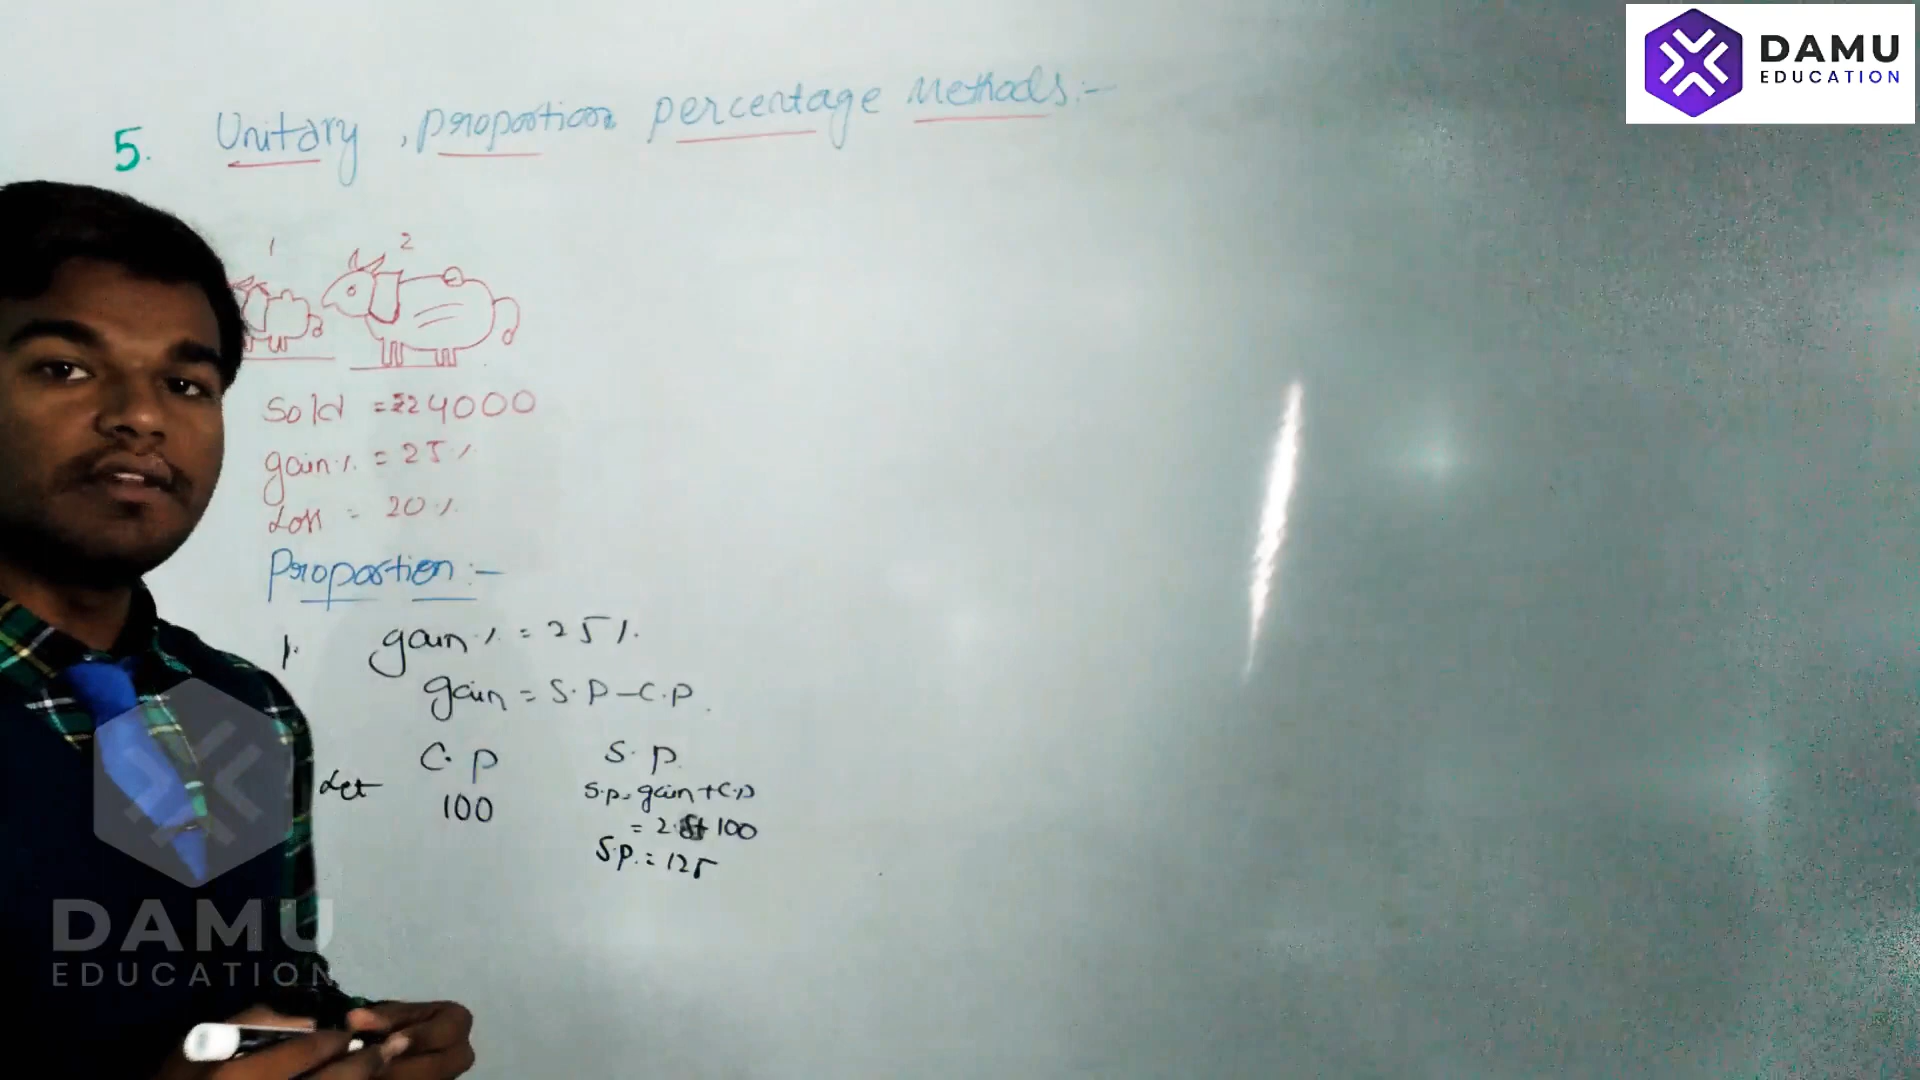 DAMU
EDUCATION
5. Unitary, proportion percentage Methods:-
1 2
Sold = ₹24000
gain% = 25%
Loss = 20%
Proportion:-
1. gain% = 25%
gain = S.P-C.P.
C.P S.P
Let 100
S.p = gain+C.P
= 25+100
S.P. = 125
DAMU
EDUCATION